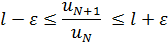 l − ε ≤ u_{N+1} / u_N ≤ l + ε